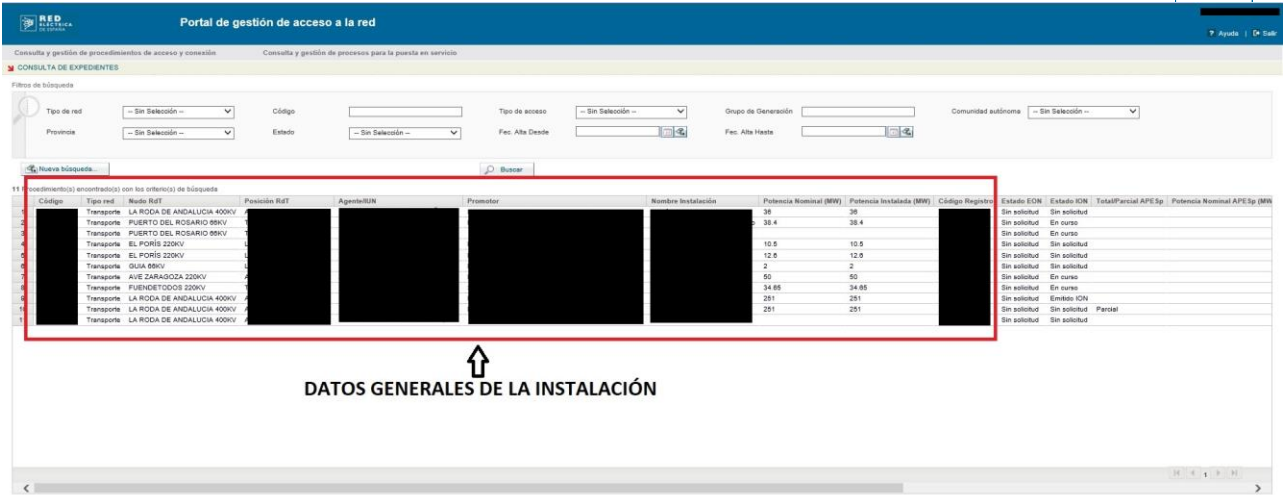 RED
ELÉCTRICA
DE ESPAÑA
Portal de gestión de acceso a la red
? Ayuda | Salir
Consulta y gestión de procedimientos de acceso y conexión Consulta y gestión de procesos para la puesta en servicio
CONSULTA DE EXPEDIENTES
Filtros de búsqueda
Tipo de red -- Sin Selección -- Código Tipo de acceso -- Sin Selección -- Grupo de Generación Comunidad autónoma -- Sin Selección --
Provincia -- Sin Selección -- Estado -- Sin Selección -- Fec. Alta Desde Fec. Alta Hasta
Nueva búsqueda... Buscar
11 Procedimiento(s) encontrado(s) con los criterio(s) de búsqueda
Código Tipo red Nudo RdT Posición RdT Agente/IUN Promotor Nombre Instalación Potencia Nominal (MW) Potencia Instalada (MW) Código Registro Estado EON Estado ION Total/Parcial APESp Potencia Nominal APESp (MW
1 Transporte LA RODA DE ANDALUCIA 400KV 36 36 Sin solicitud Sin solicitud
2 Transporte PUERTO DEL ROSARIO 66KV 38.4 38.4 Sin solicitud En curso
3 Transporte PUERTO DEL ROSARIO 66KV Sin solicitud En curso
4 Transporte EL PORÍS 220KV 10.5 10.5 Sin solicitud Sin solicitud
5 Transporte EL PORÍS 220KV 12.6 12.6 Sin solicitud Sin solicitud
6 Transporte GUIA 66KV 2 2 Sin solicitud Sin solicitud
7 Transporte AVE ZARAGOZA 220KV 50 50 Sin solicitud En curso
8 Transporte FUENDETODOS 220KV 34.65 34.65 Sin solicitud En curso
9 Transporte LA RODA DE ANDALUCIA 400KV 251 251 Sin solicitud Emitido ION
10 Transporte LA RODA DE ANDALUCIA 400KV 251 251 Sin solicitud Sin solicitud Parcial
Transporte LA RODA DE ANDALUCIA 400KV Sin solicitud Sin solicitud
DATOS GENERALES DE LA INSTALACIÓN
1